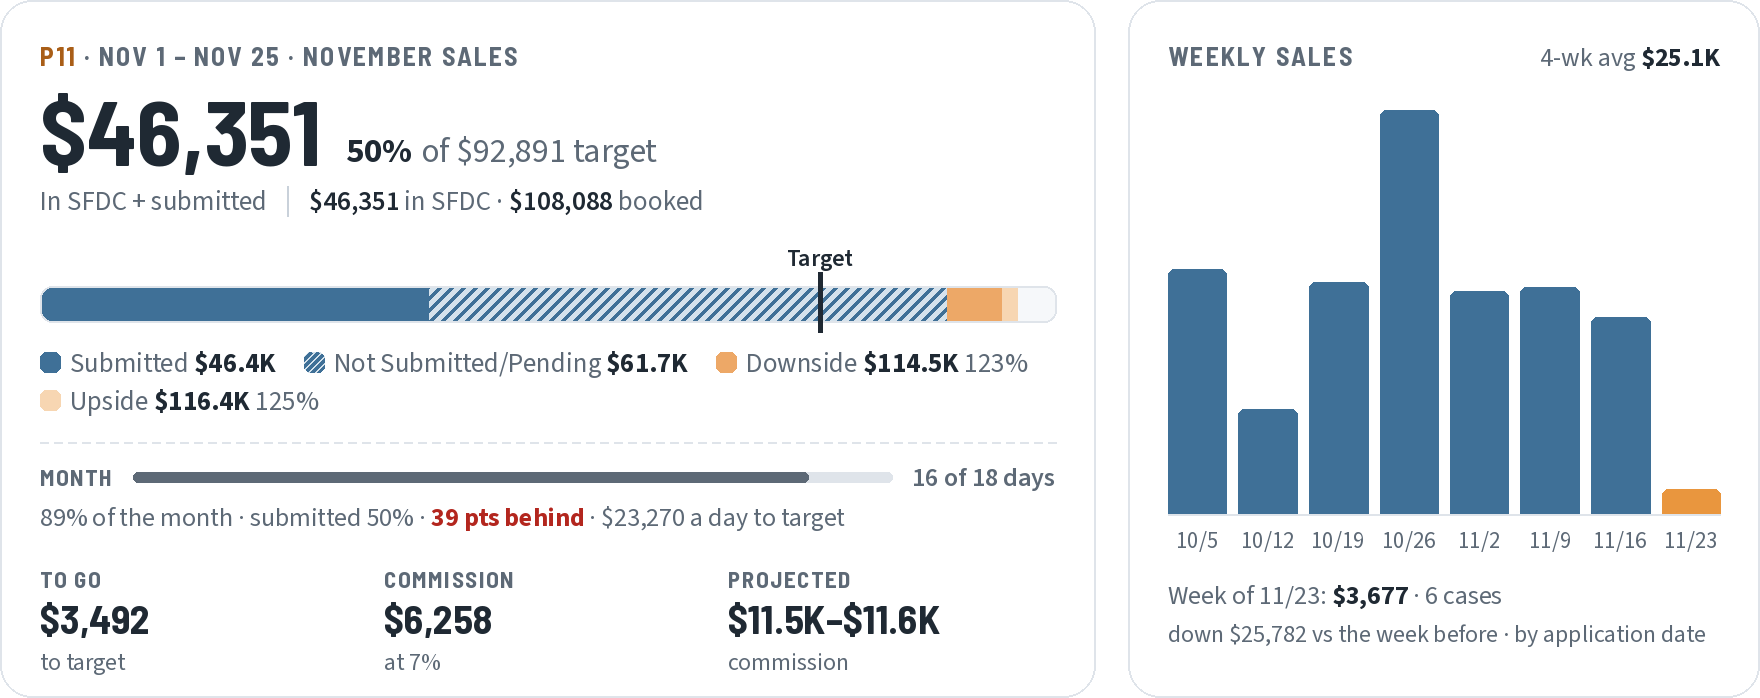 P11 · NOV 1 – NOV 25 · NOVEMBER SALES
$46,351 50% of $92,891 target
In SFDC + submitted $46,351 in SFDC · $108,088 booked
Target
Submitted $46.4K Not Submitted/Pending $61.7K Downside $114.5K 123%
Upside $116.4K 125%
MONTH 16 of 18 days
89% of the month · submitted 50% · 39 pts behind · $23,270 a day to target
TO GO COMMISSION PROJECTED
$3,492 $6,258 $11.5K–$11.6K
to target at 7% commission
WEEKLY SALES 4-wk avg $25.1K
10/5 10/12 10/19 10/26 11/2 11/9 11/16 11/23
Week of 11/23: $3,677 · 6 cases
down $25,782 vs the week before · by application date